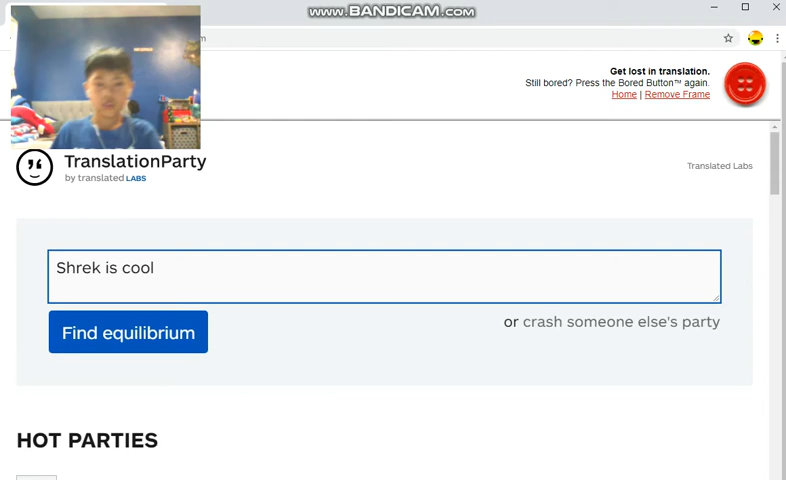 www.BANDICAM.com
m
Get lost in translation.
Still bored? Press the Bored Button™ again.
Home | Remove Frame
TranslationParty
by translated LABS
Translated Labs
Shrek is cool
Find equilibrium
or crash someone else's party
HOT PARTIES